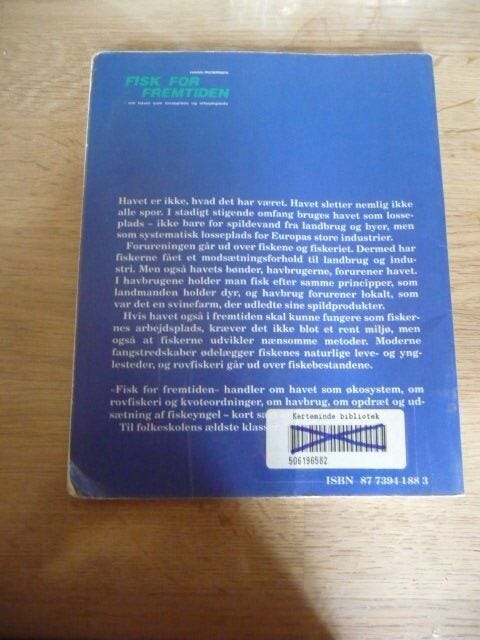 FISK FOR
FREMTIDEN
- om havet som losseplads og arbejdsplads
Havet er ikke, hvad det har været. Havet sletter nemlig ikke
alle spor. I stadigt stigende omfang bruges havet som losse-
plads – ikke bare for spildevand fra landbrug og byer, men
som systematisk losseplads for Europas store industrier.
Forureningen går ud over fiskene og fiskeriet. Dermed har
fiskerne fået et modsætningsforhold til landbrug og indu-
stri. Men også havets bønder, havbrugerne, forurener havet.
I havbrugene holder man fisk efter samme principper, som
landmanden holder dyr, og havbrug forurener lokalt, som
var det en svinefarm, der udledte sine spildprodukter.
Hvis havet også i fremtiden skal kunne fungere som fisker-
nes arbejdsplads, kræver det ikke blot et rent miljø, men
også at fiskerne udvikler nænsomme metoder. Moderne
fangstredskaber ødelægger fiskenes naturlige leve- og yng-
lesteder, og rovfiskeri går ud over fiskebestandene.
»Fisk for fremtiden« handler om havet som økosystem, om
rovfiskeri og kvoteordninger, om havbrug, om opdræt og ud-
sætning af fiskeyngel – kort
Til folkeskolens ældste klasser
Kerteminde bibliotek
506196582
ISBN 87 7394 188 3